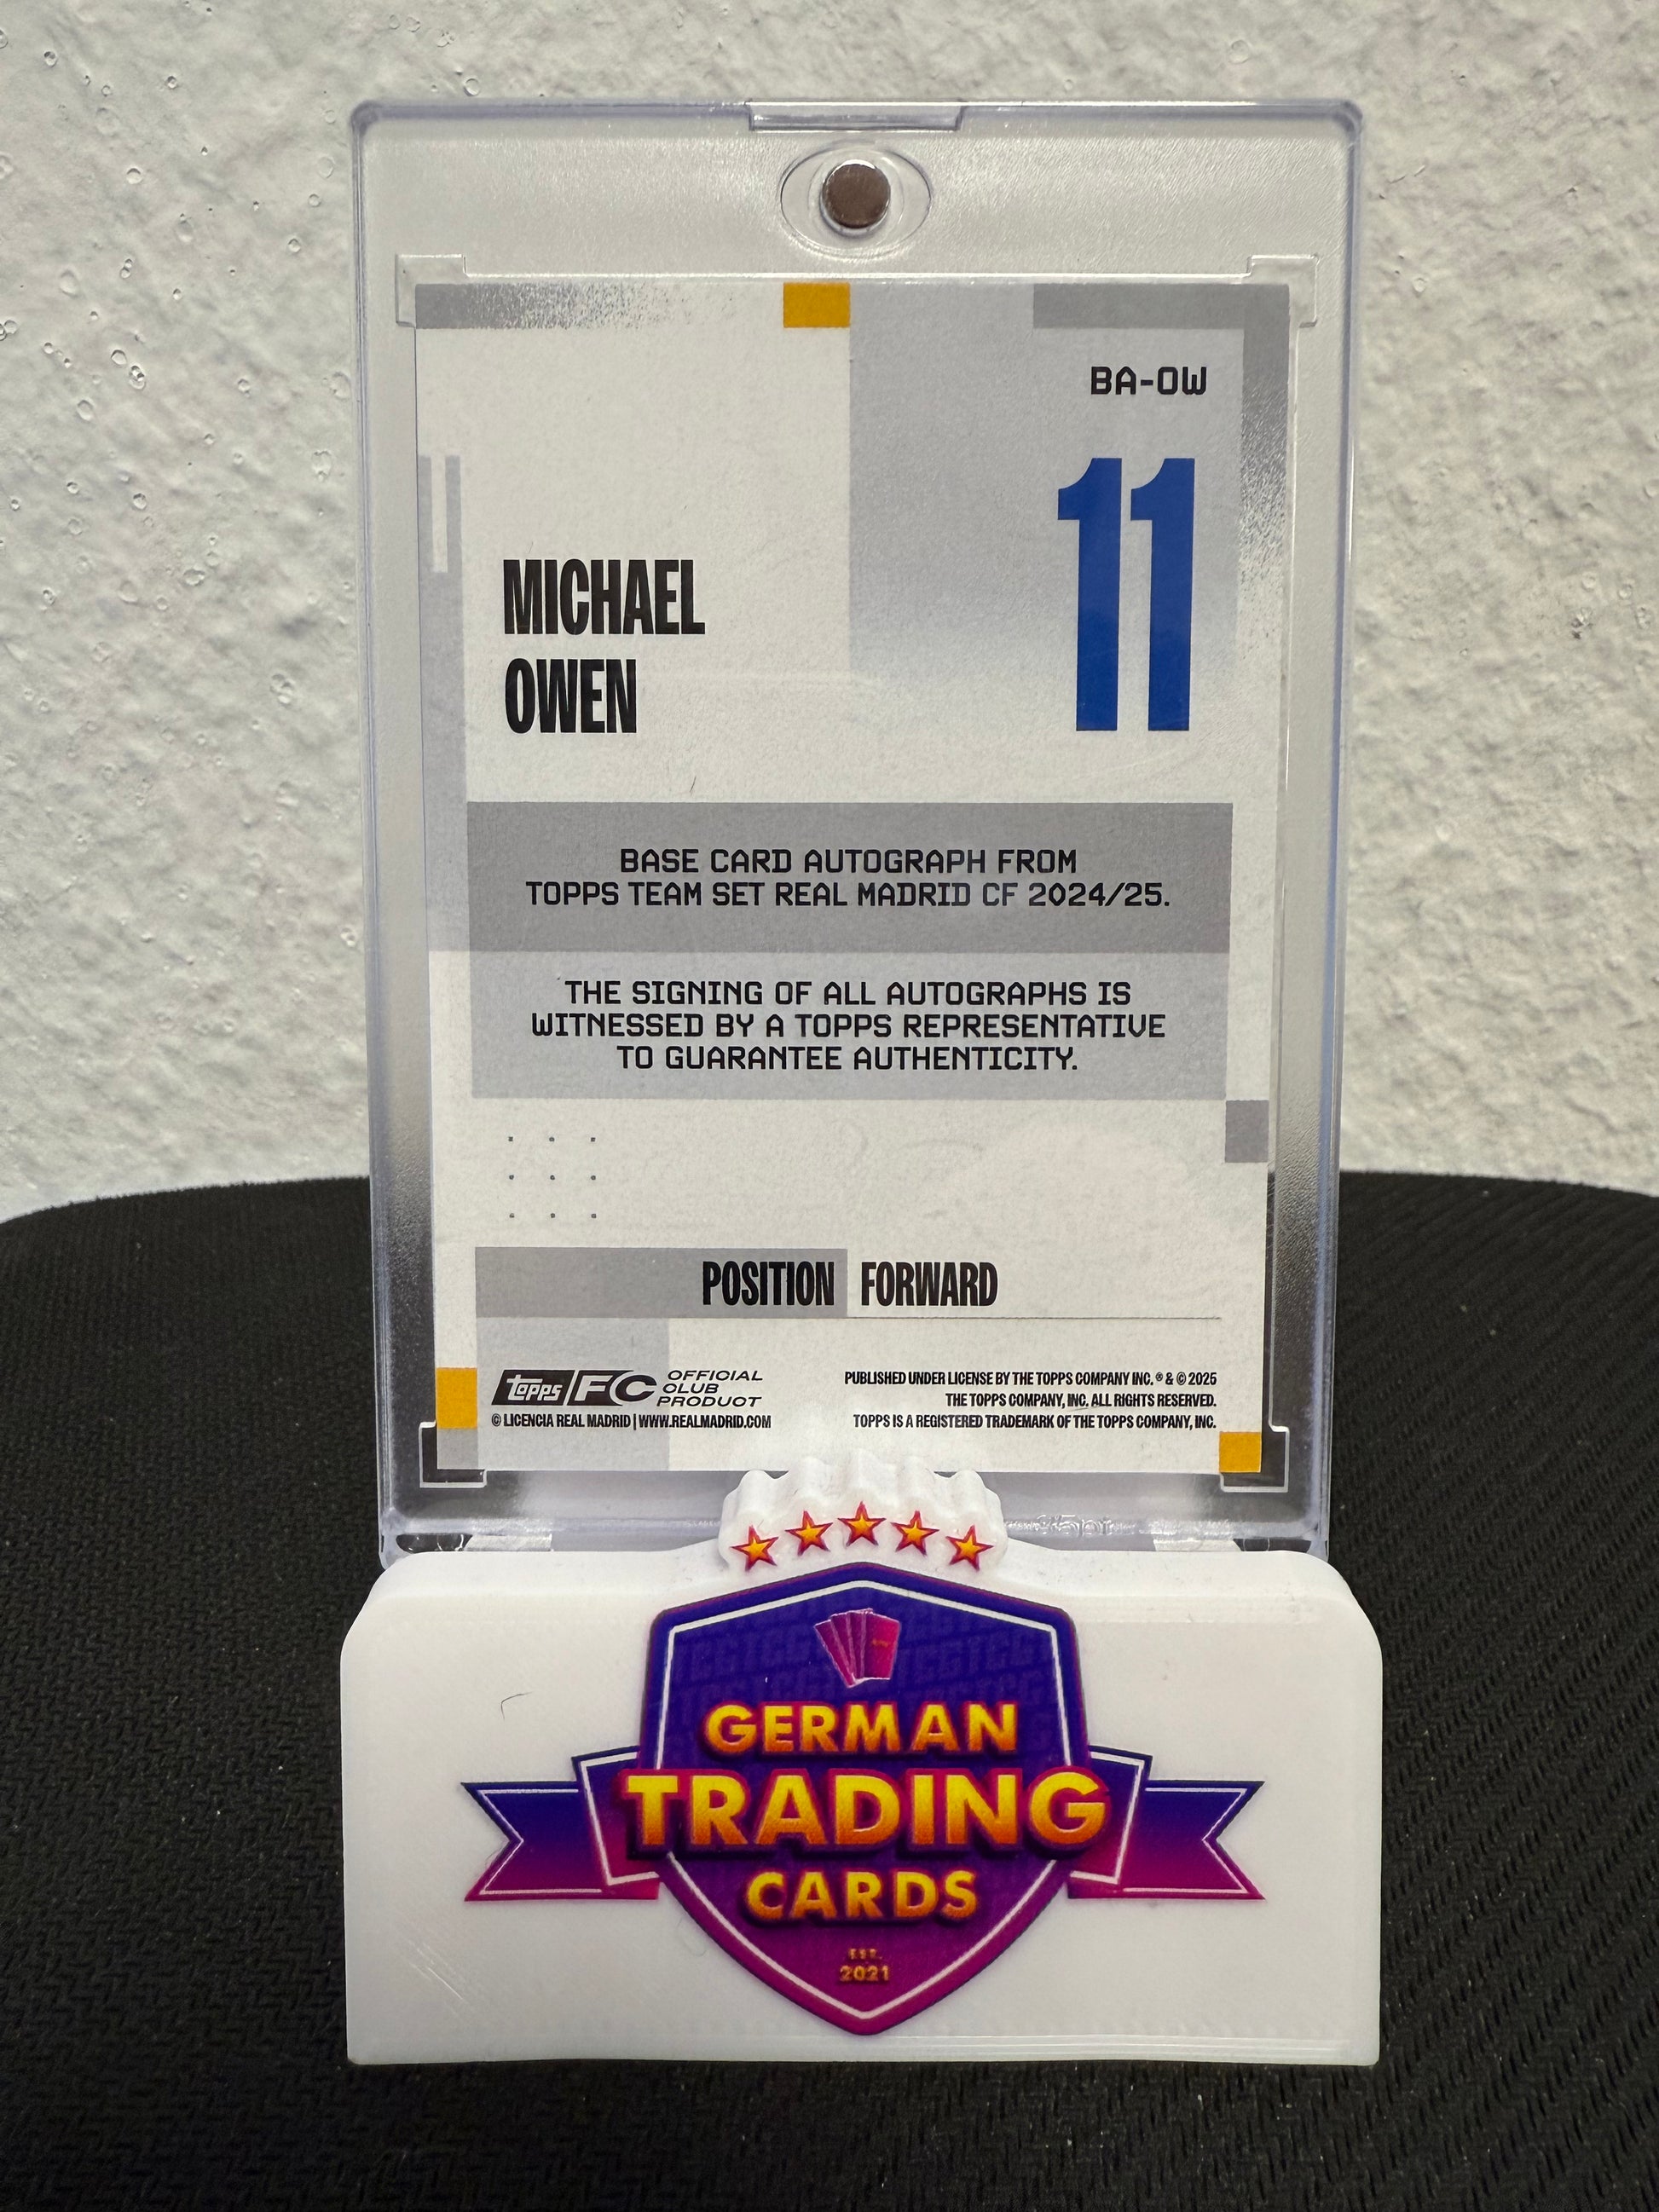 BA-OW
11
MICHAEL
OWEN
BASE CARD AUTOGRAPH FROM
TOPPS TEAM SET REAL MADRID CF 2024/25.
THE SIGNING OF ALL AUTOGRAPHS IS
WITNESSED BY A TOPPS REPRESENTATIVE
TO GUARANTEE AUTHENTICITY.
POSITION FORWARD
topps FC OFFICIAL
CLUB
PRODUCT
© LICENCIA REAL MADRID | WWW.REALMADRID.COM
PUBLISHED UNDER LICENSE BY THE TOPPS COMPANY INC. ® & © 2025
THE TOPPS COMPANY, INC. ALL RIGHTS RESERVED.
TOPPS IS A REGISTERED TRADEMARK OF THE TOPPS COMPANY, INC.
GERMAN
TRADING
CARDS
EST.
2021